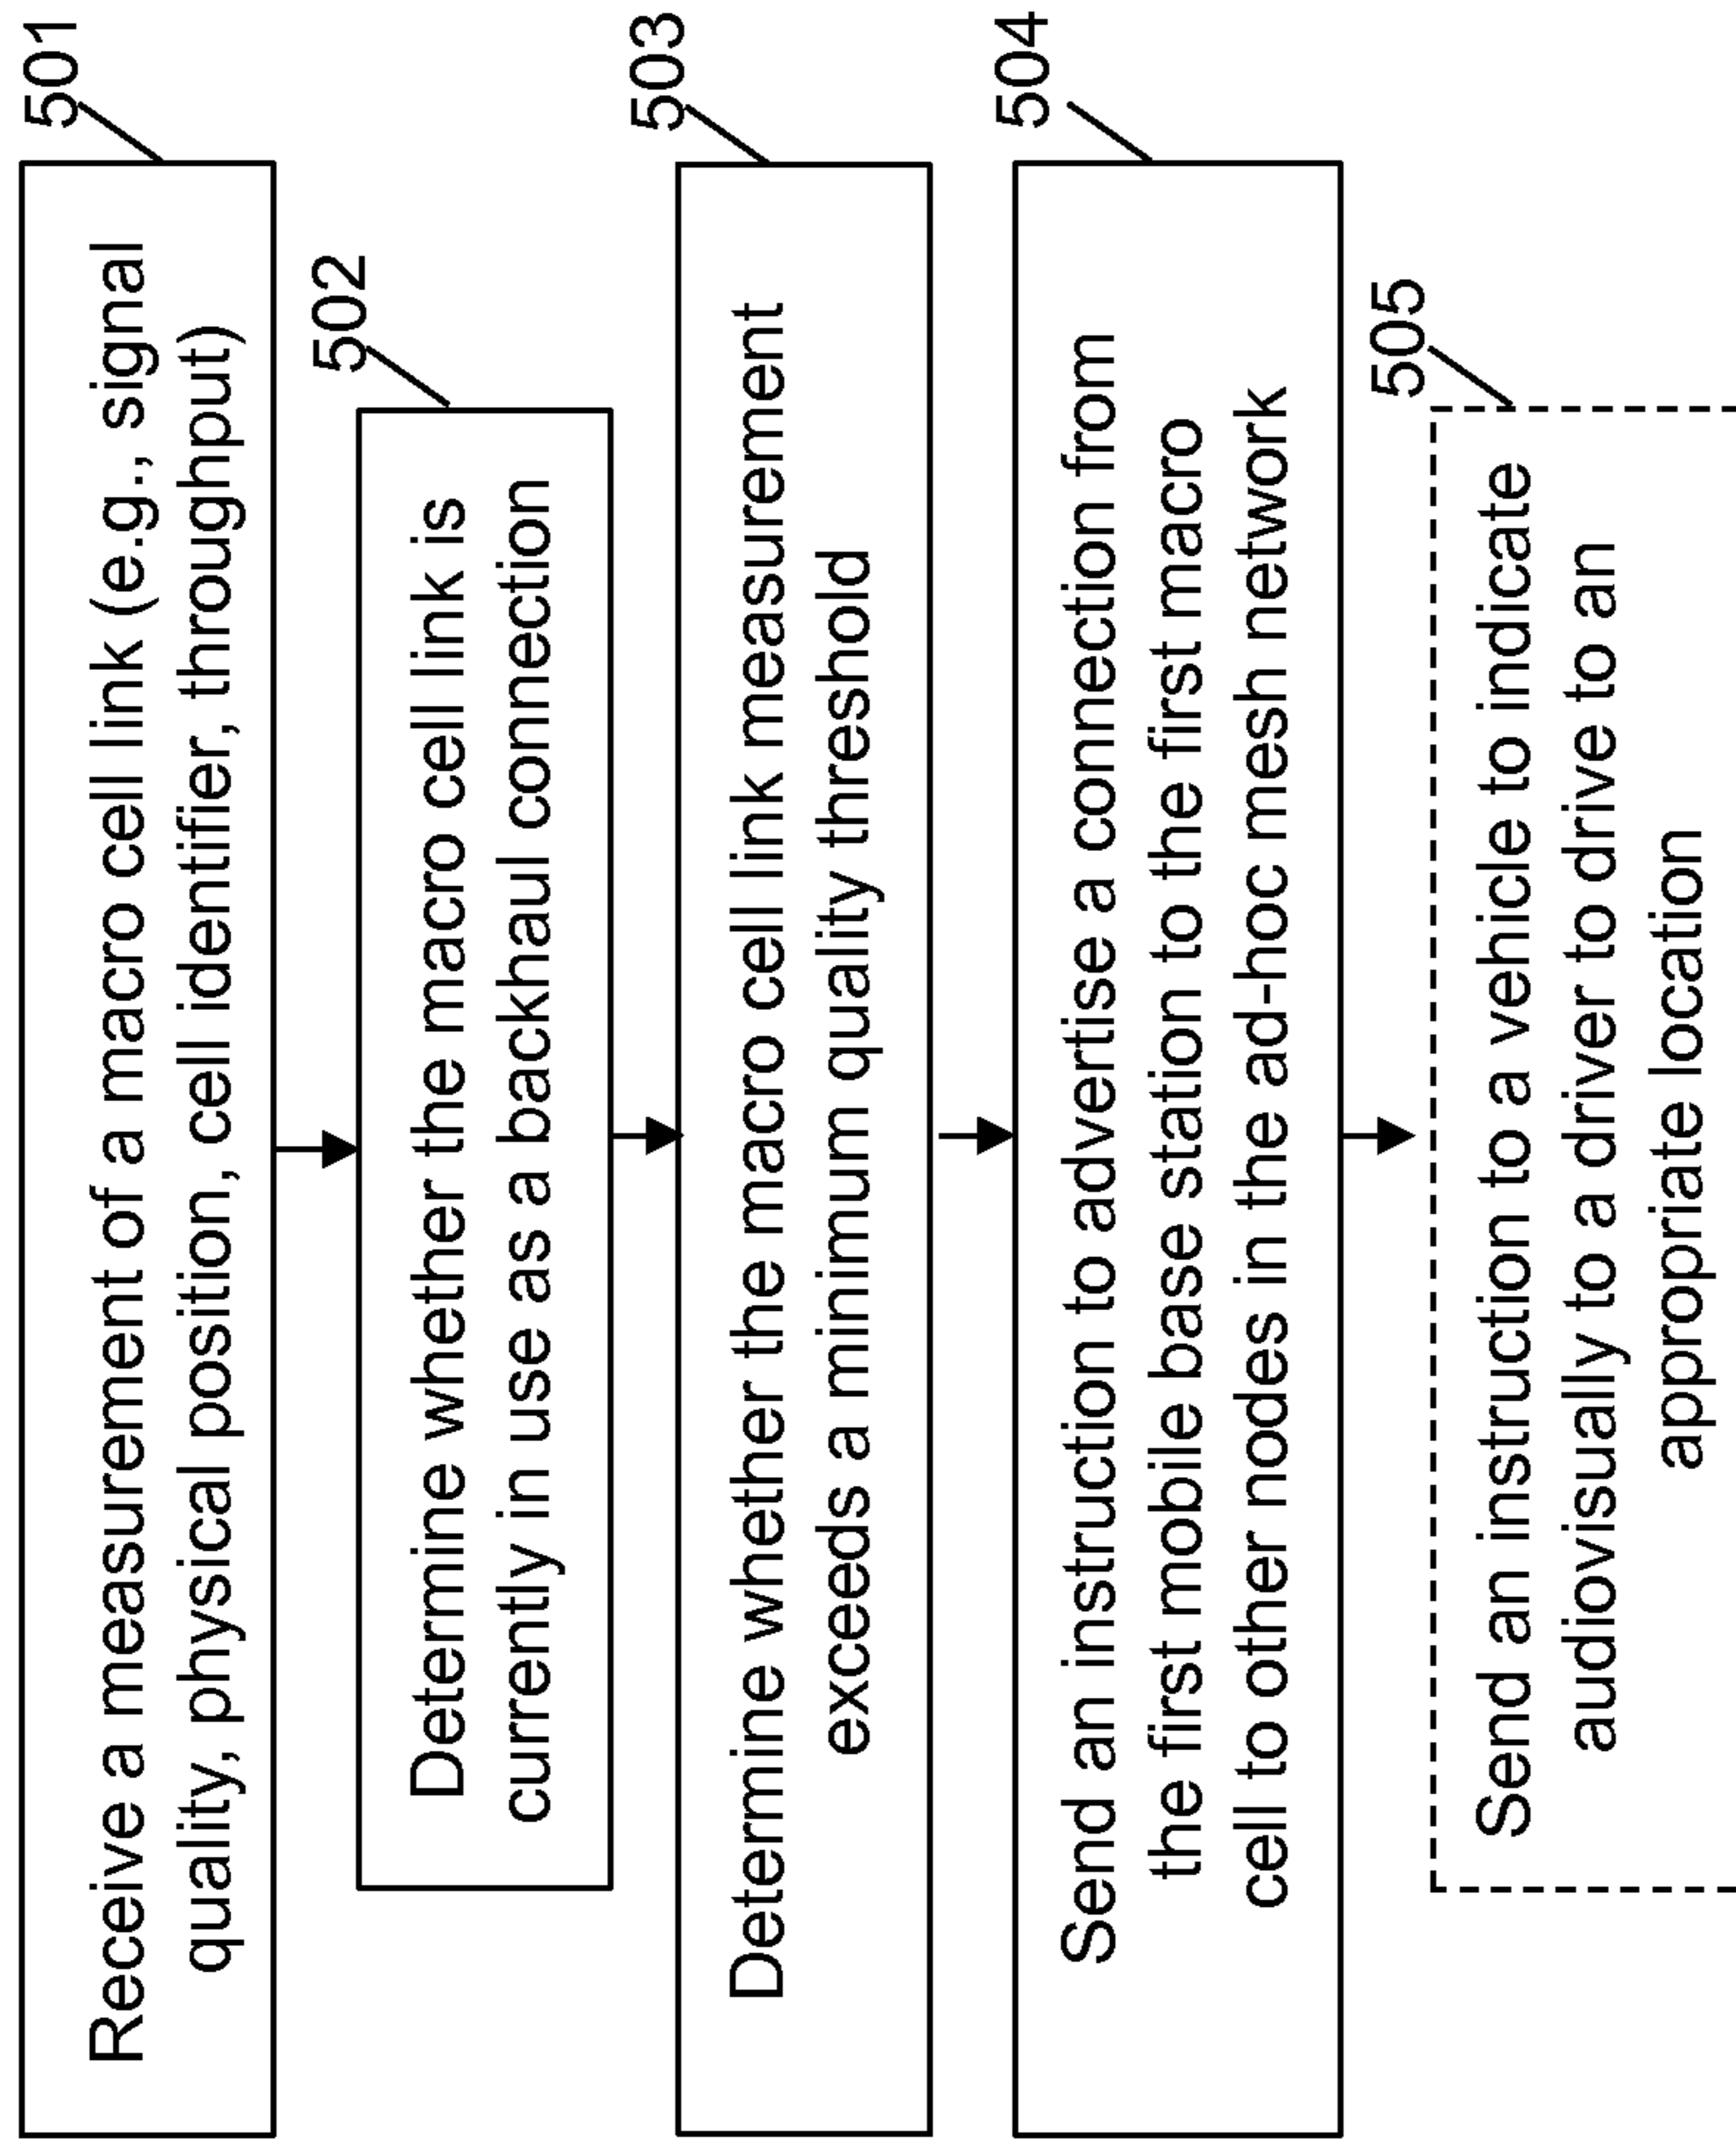 501
Receive a measurement of a macro cell link (e.g., signal
quality, physical position, cell identifier, throughput)
502
Determine whether the macro cell link is
currently in use as a backhaul connection
503
Determine whether the macro cell link measurement
exceeds a minimum quality threshold
504
Send an instruction to advertise a connection from
the first mobile base station to the first macro
cell to other nodes in the ad-hoc mesh network
505
Send an instruction to a vehicle to indicate
audiovisually to a driver to drive to an
appropriate location